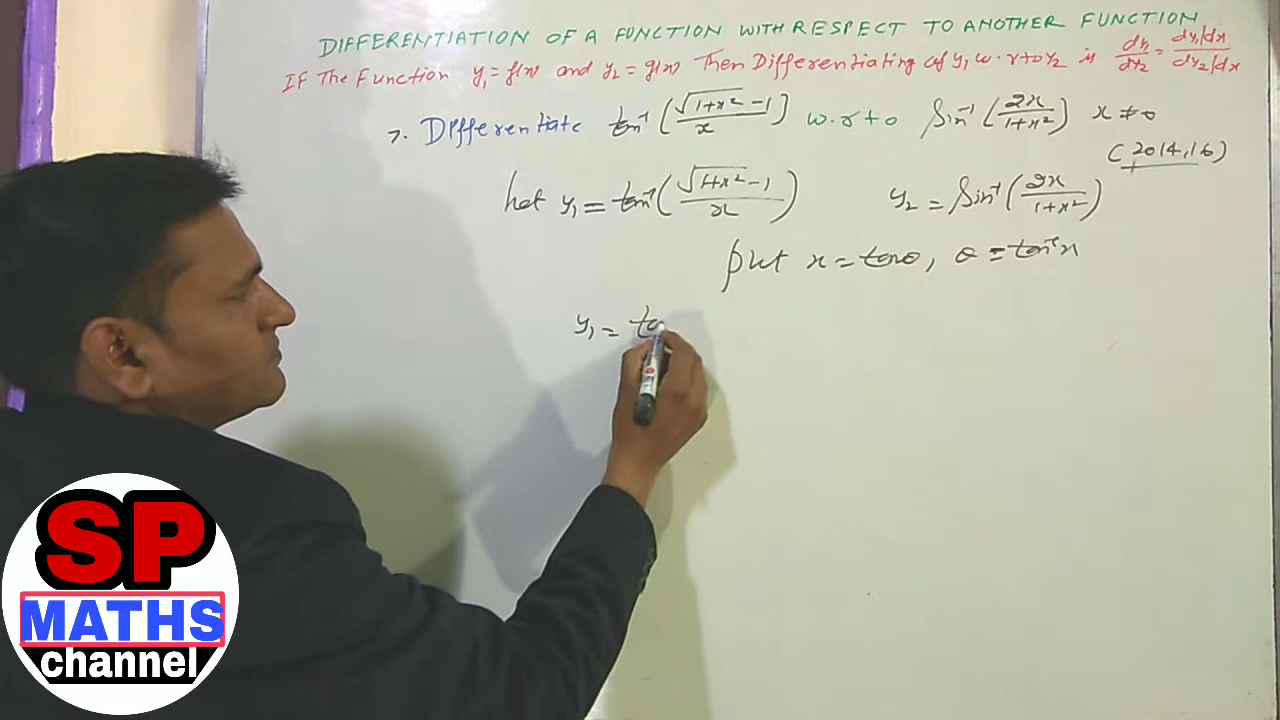 DIFFERENTIATION OF A FUNCTION WITH RESPECT TO ANOTHER FUNCTION
IF The Function y₁ = f(x) and y₂ = g(x) Then Differentiating of y₁ w.r to y₂ is dy₁/dy₂ = (dy₁/dx)/(dy₂/dx)
7. Differentiate tan⁻¹((√(1+x²) - 1)/x) w.r to Sin⁻¹(2x/(1+x²)) x ≠ 0
(2014,16)
Let y₁ = tan⁻¹((√(1+x²) - 1)/x) y₂ = Sin⁻¹(2x/(1+x²))
Put x = tanθ, θ = tan⁻¹x
y₁ = ta
SP
MATHS
channel